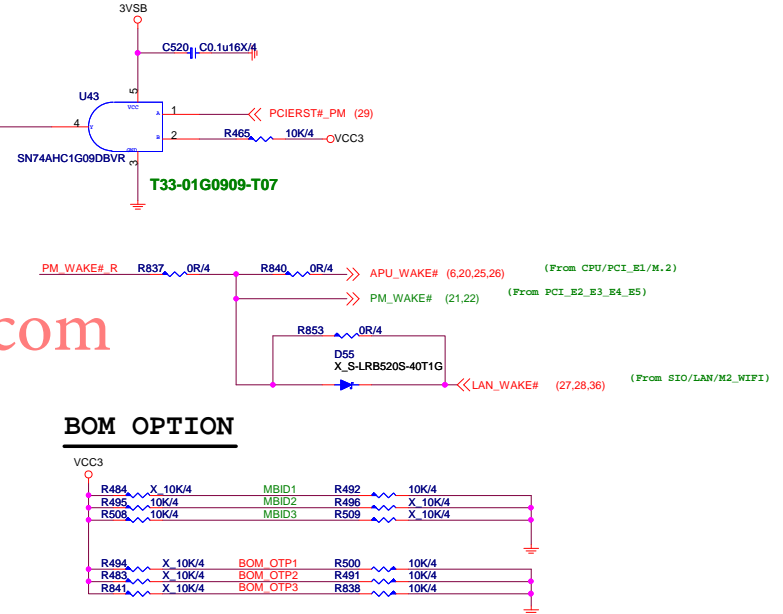 3VSB
C520 C0.1u16X/4
U43
5
VCC
4 Y A 1 PCIERST#_PM (29)
B 2 R465 10K/4 VCC3
GND
SN74AHC1G09DBVR 3
T33-01G0909-T07
PM_WAKE#_R R837 0R/4 R840 0R/4 APU_WAKE# (6,20,25,26) (From CPU/PCI_E1/M.2)
PM_WAKE# (21,22) (From PCI_E2_E3_E4_E5)
com
R853 0R/4
D55
X_S-LRB520S-40T1G
LAN_WAKE# (27,28,36) (From SIO/LAN/M2_WIFI)
BOM OPTION
VCC3
R484 X_10K/4 MBID1 R492 10K/4
R495 10K/4 MBID2 R496 X_10K/4
R508 10K/4 MBID3 R509 X_10K/4
R494 X_10K/4 BOM_OTP1 R500 10K/4
R483 X_10K/4 BOM_OTP2 R491 10K/4
R841 X_10K/4 BOM_OTP3 R838 10K/4